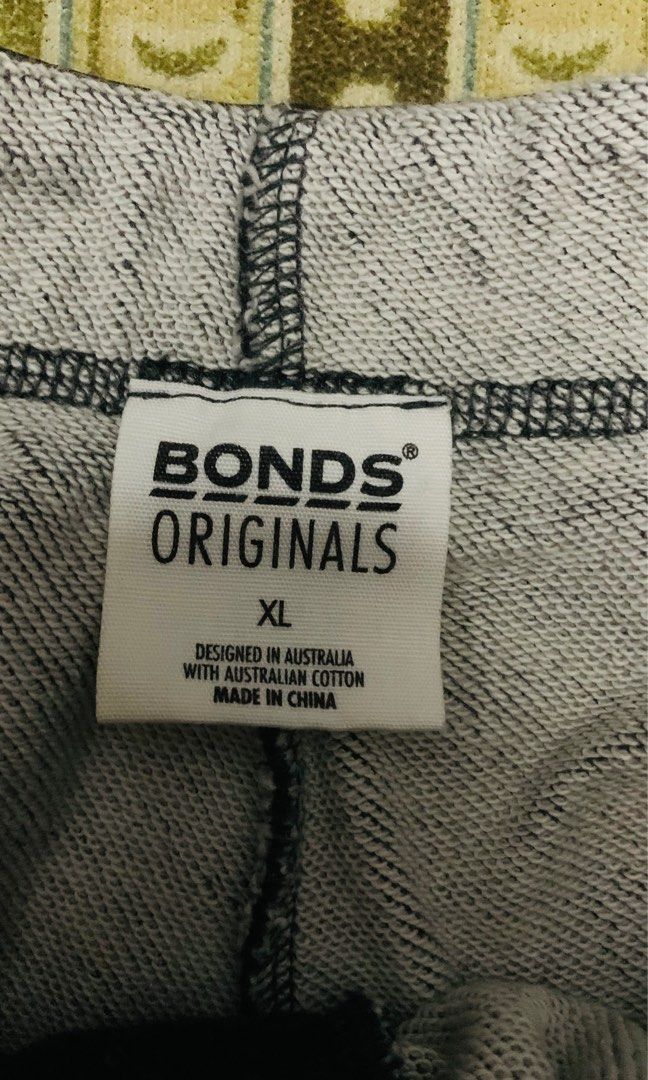 BONDS®
ORIGINALS
XL
DESIGNED IN AUSTRALIA
WITH AUSTRALIAN COTTON
MADE IN CHINA